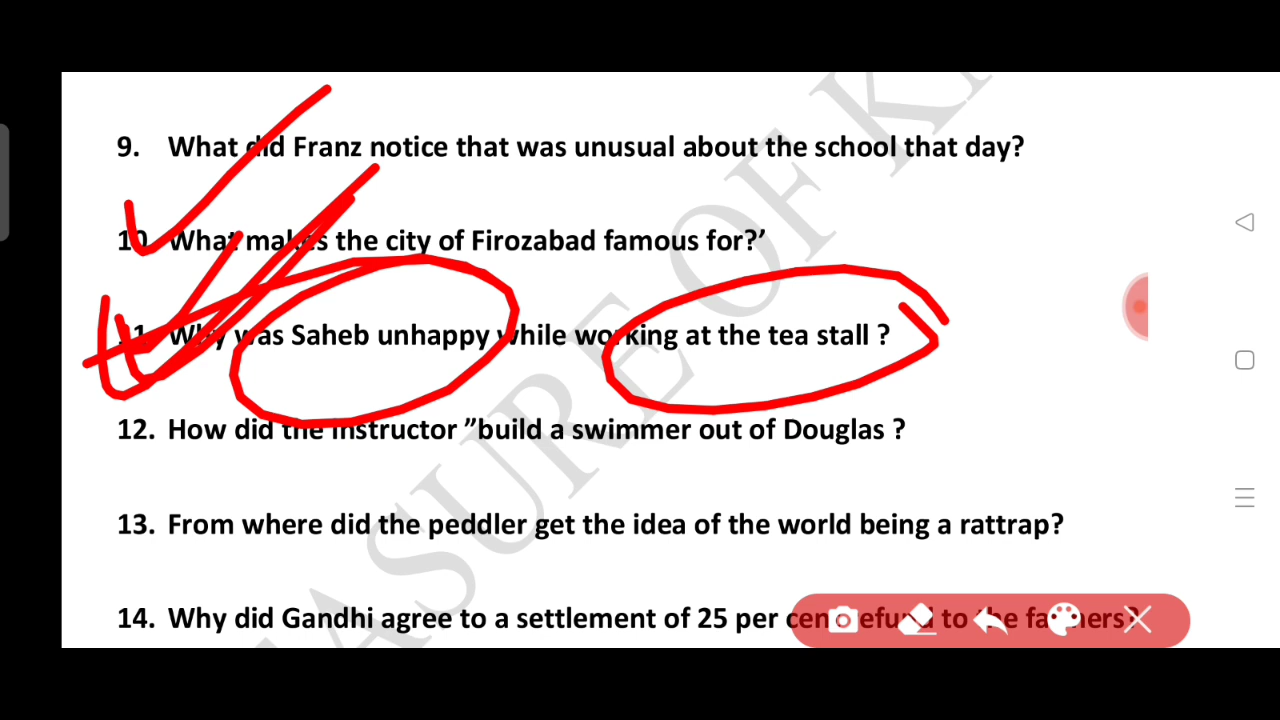 9. What did Franz notice that was unusual about the school that day?
10. What makes the city of Firozabad famous for?’
11. Why was Saheb unhappy while working at the tea stall ?
12. How did the instructor ”build a swimmer out of Douglas ?
13. From where did the peddler get the idea of the world being a rattrap?
14. Why did Gandhi agree to a settlement of 25 per cent refund to the farmers?